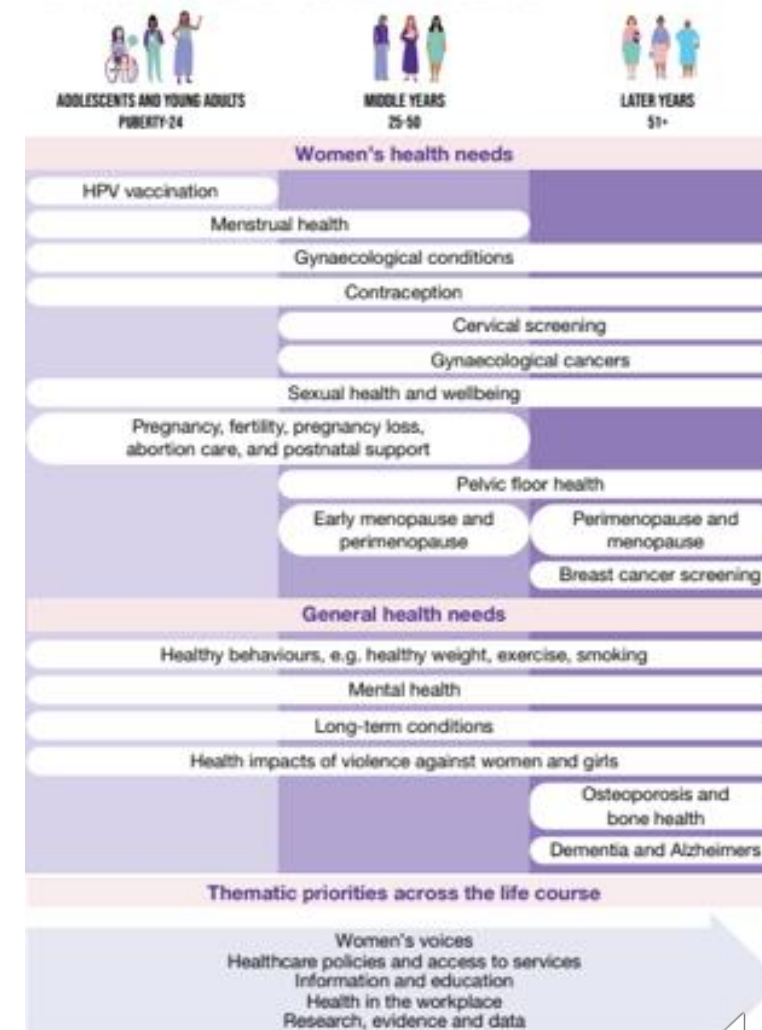 ADOLESCENTS AND YOUNG ADULTS
PUBERTY-24
MIDDLE YEARS
25-50
LATER YEARS
51+
Women's health needs
HPV vaccination
Menstrual health
Gynaecological conditions
Contraception
Cervical screening
Gynaecological cancers
Sexual health and wellbeing
Pregnancy, fertility, pregnancy loss,
abortion care, and postnatal support
Pelvic floor health
Early menopause and
perimenopause
Perimenopause and
menopause
Breast cancer screening
General health needs
Healthy behaviours, e.g. healthy weight, exercise, smoking
Mental health
Long-term conditions
Health impacts of violence against women and girls
Osteoporosis and
bone health
Dementia and Alzheimers
Thematic priorities across the life course
Women's voices
Healthcare policies and access to services
Information and education
Health in the workplace
Research, evidence and data